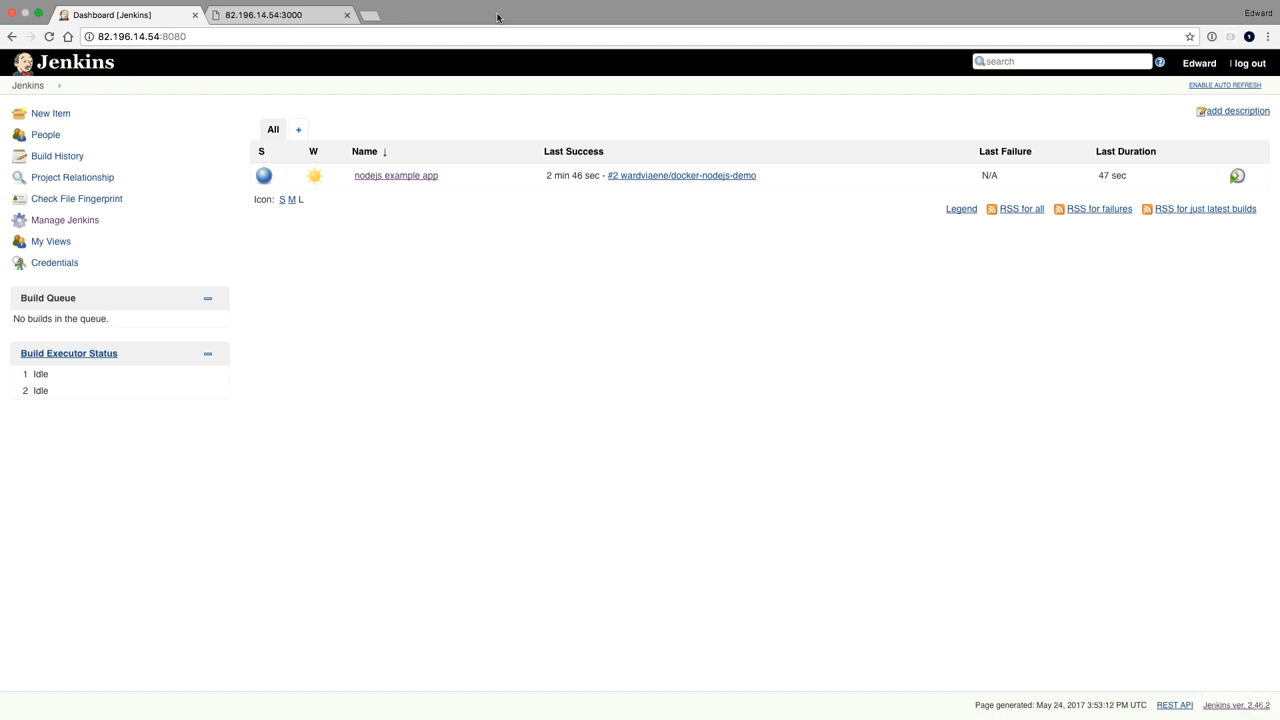 Dashboard [Jenkins]
82.196.14.54:3000
Edward
82.196.14.54:8080
Jenkins
search
Edward
| log out
Jenkins
ENABLE AUTO REFRESH
New Item
People
Build History
Project Relationship
Check File Fingerprint
Manage Jenkins
My Views
Credentials
Build Queue
No builds in the queue.
Build Executor Status
1 Idle
2 Idle
add description
All +
S W Name ↓ Last Success Last Failure Last Duration
nodejs example app 2 min 46 sec - #2 wardviaene/docker-nodejs-demo N/A 47 sec
Icon: S M L
Legend RSS for all RSS for failures RSS for just latest builds
Page generated: May 24, 2017 3:53:12 PM UTC REST API Jenkins ver. 2.46.2